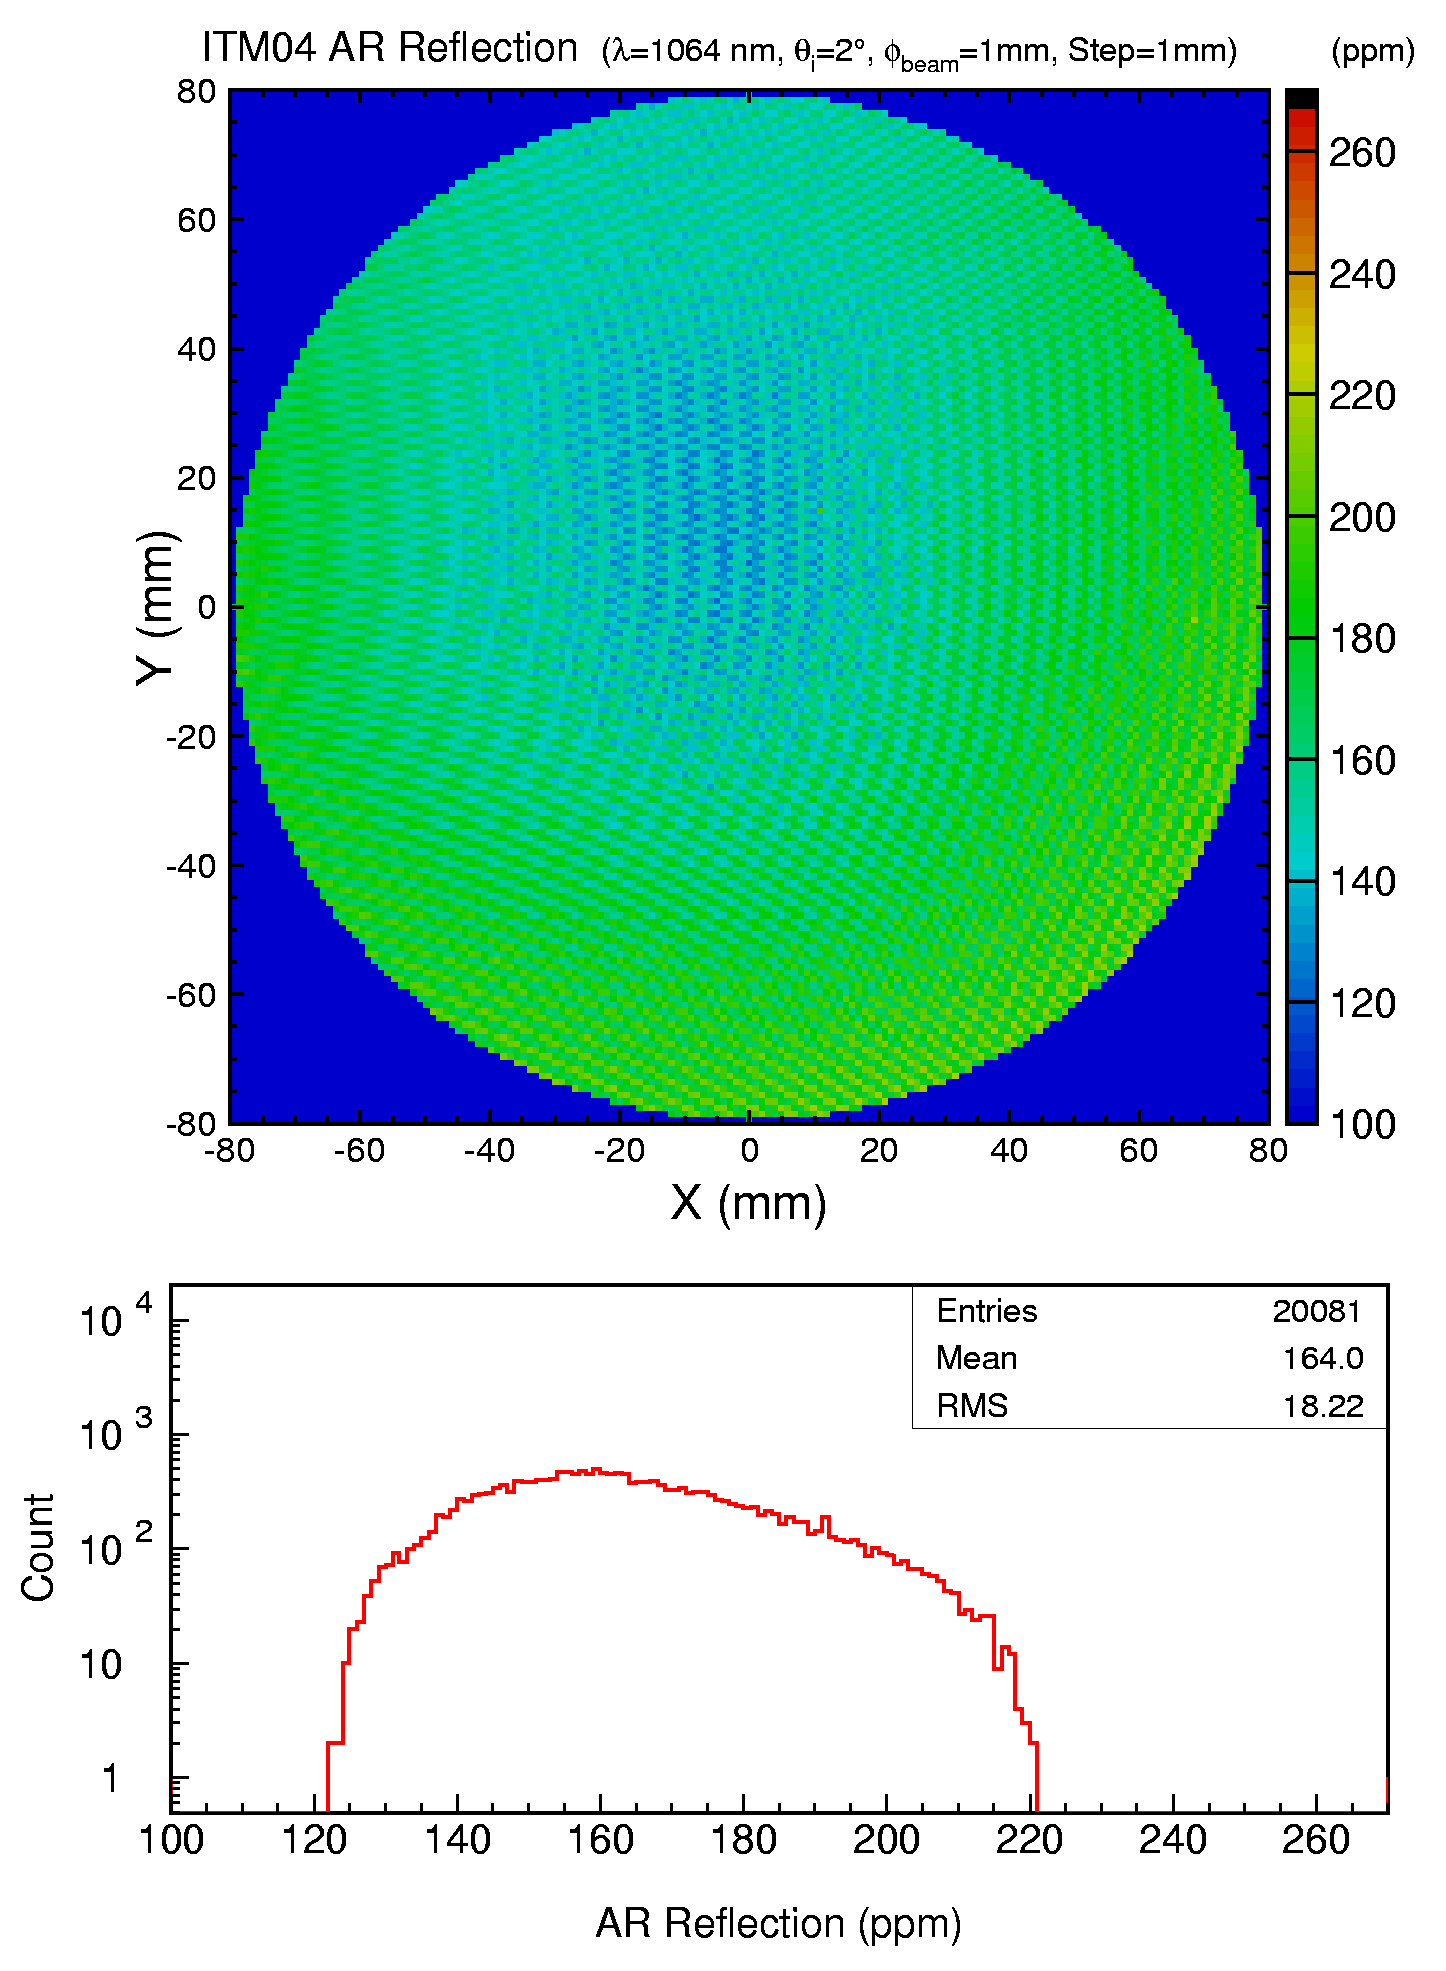 ITM04 AR Reflection (λ=1064 nm, θi=2°, ϕbeam=1mm, Step=1mm) (ppm)
80
60
40
20
0
-20
-40
-60
-80
Y (mm)
-80 -60 -40 -20 0 20 40 60 80
X (mm)
260
240
220
200
180
160
140
120
100
Entries 20081
Mean 164.0
RMS 18.22
10 4
10 3
10 2
10
1
Count
100 120 140 160 180 200 220 240 260
AR Reflection (ppm)